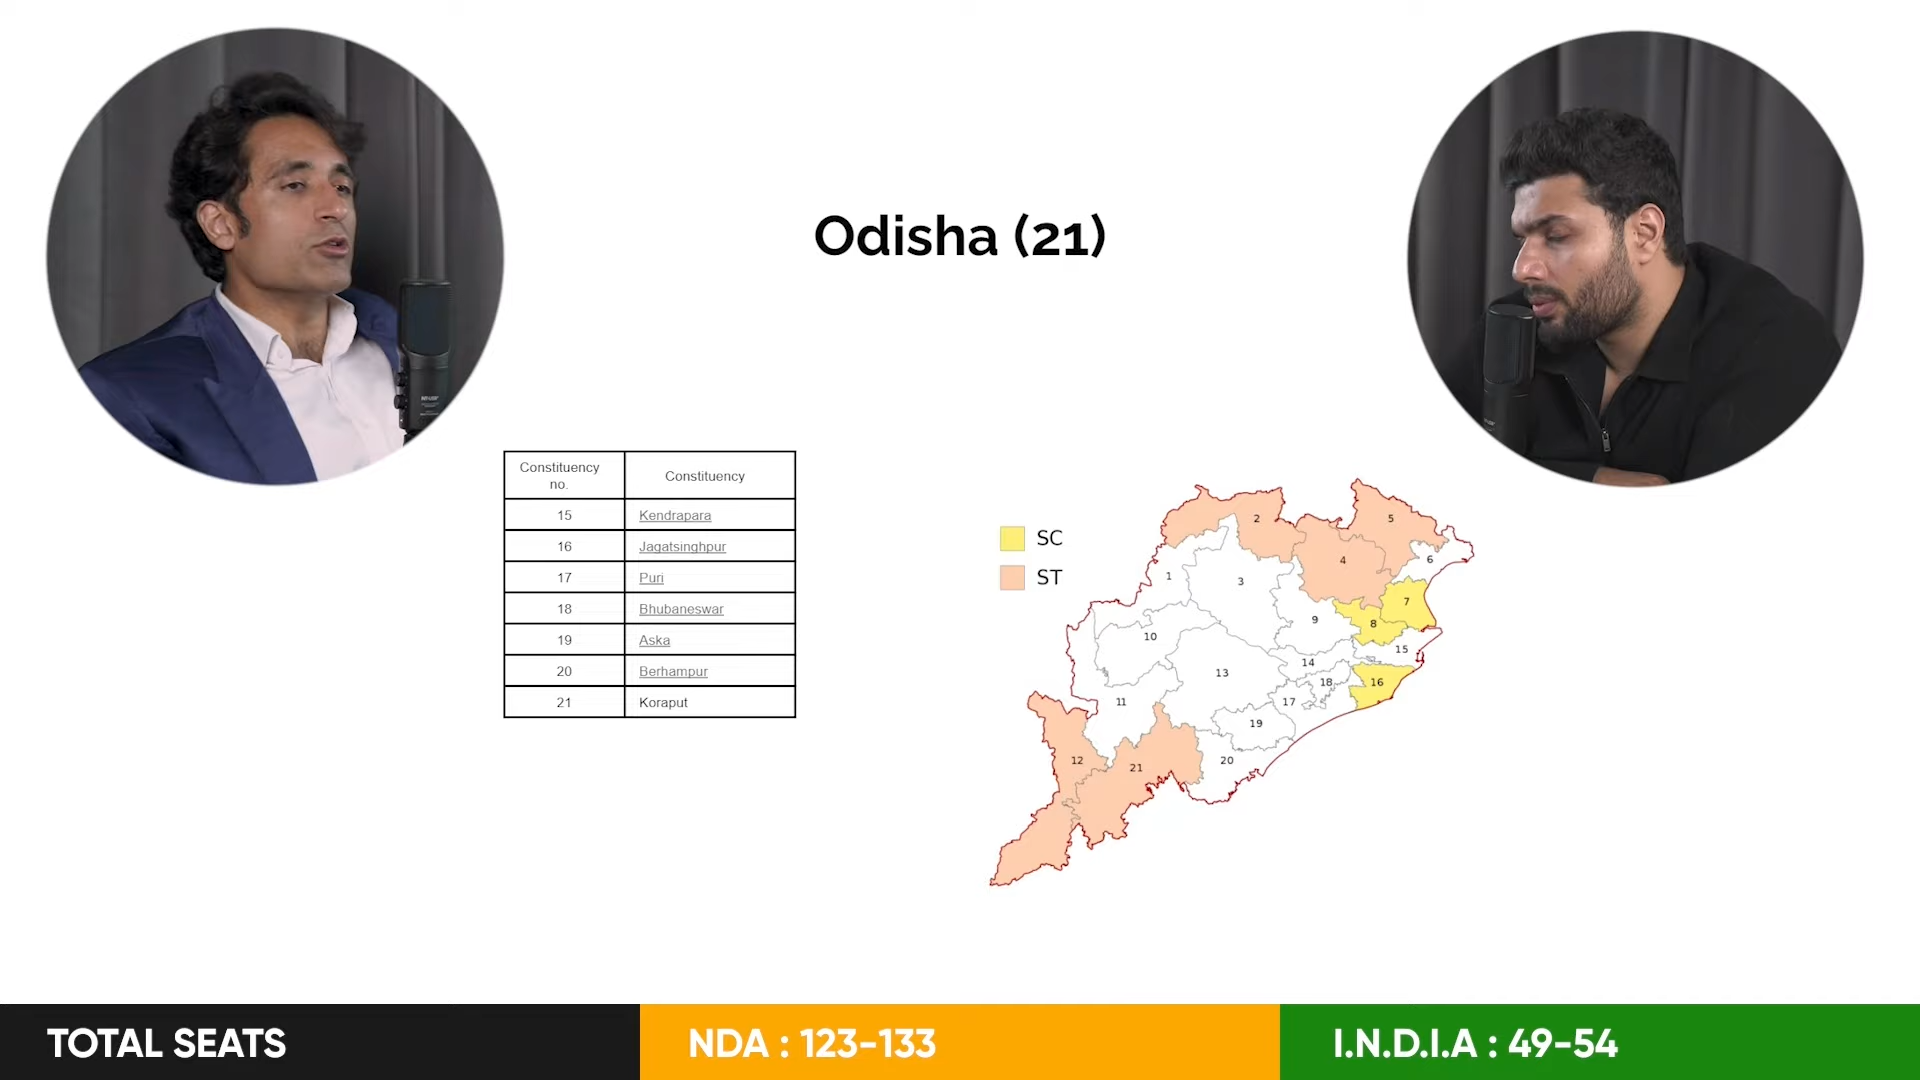 Odisha (21)
Constituency no. Constituency
15 Kendrapara
16 Jagatsinghpur
17 Puri
18 Bhubaneswar
19 Aska
20 Berhampur
21 Koraput
SC
ST
2
5
4
6
1
3
7
9
8
10
15
14
13
18
16
11
17
19
12
21
20
TOTAL SEATS
NDA : 123-133
I.N.D.I.A : 49-54